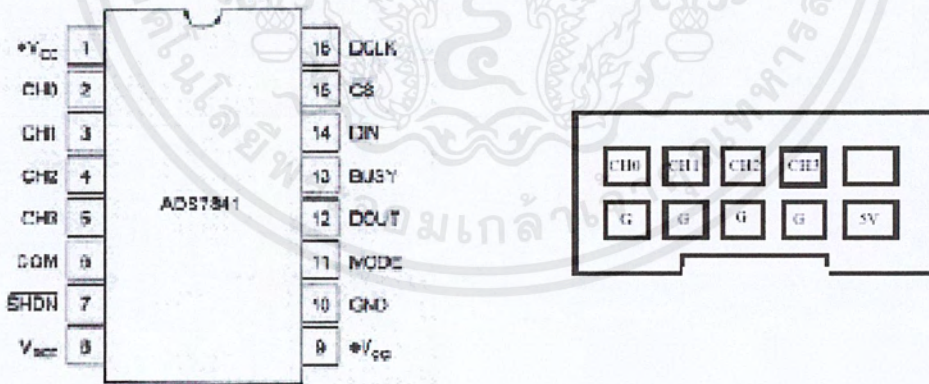 +Vcc 1
CH0 2
CH1 3
CH2 4
CH3 5
COM 6
SHDN 7
VREF 8
ADS7841
16 DCLK
15 CS
14 DIN
13 BUSY
12 DOUT
11 MODE
10 GND
9 +Vcc
CH0 CH1 CH2 CH3
G G G G 5V